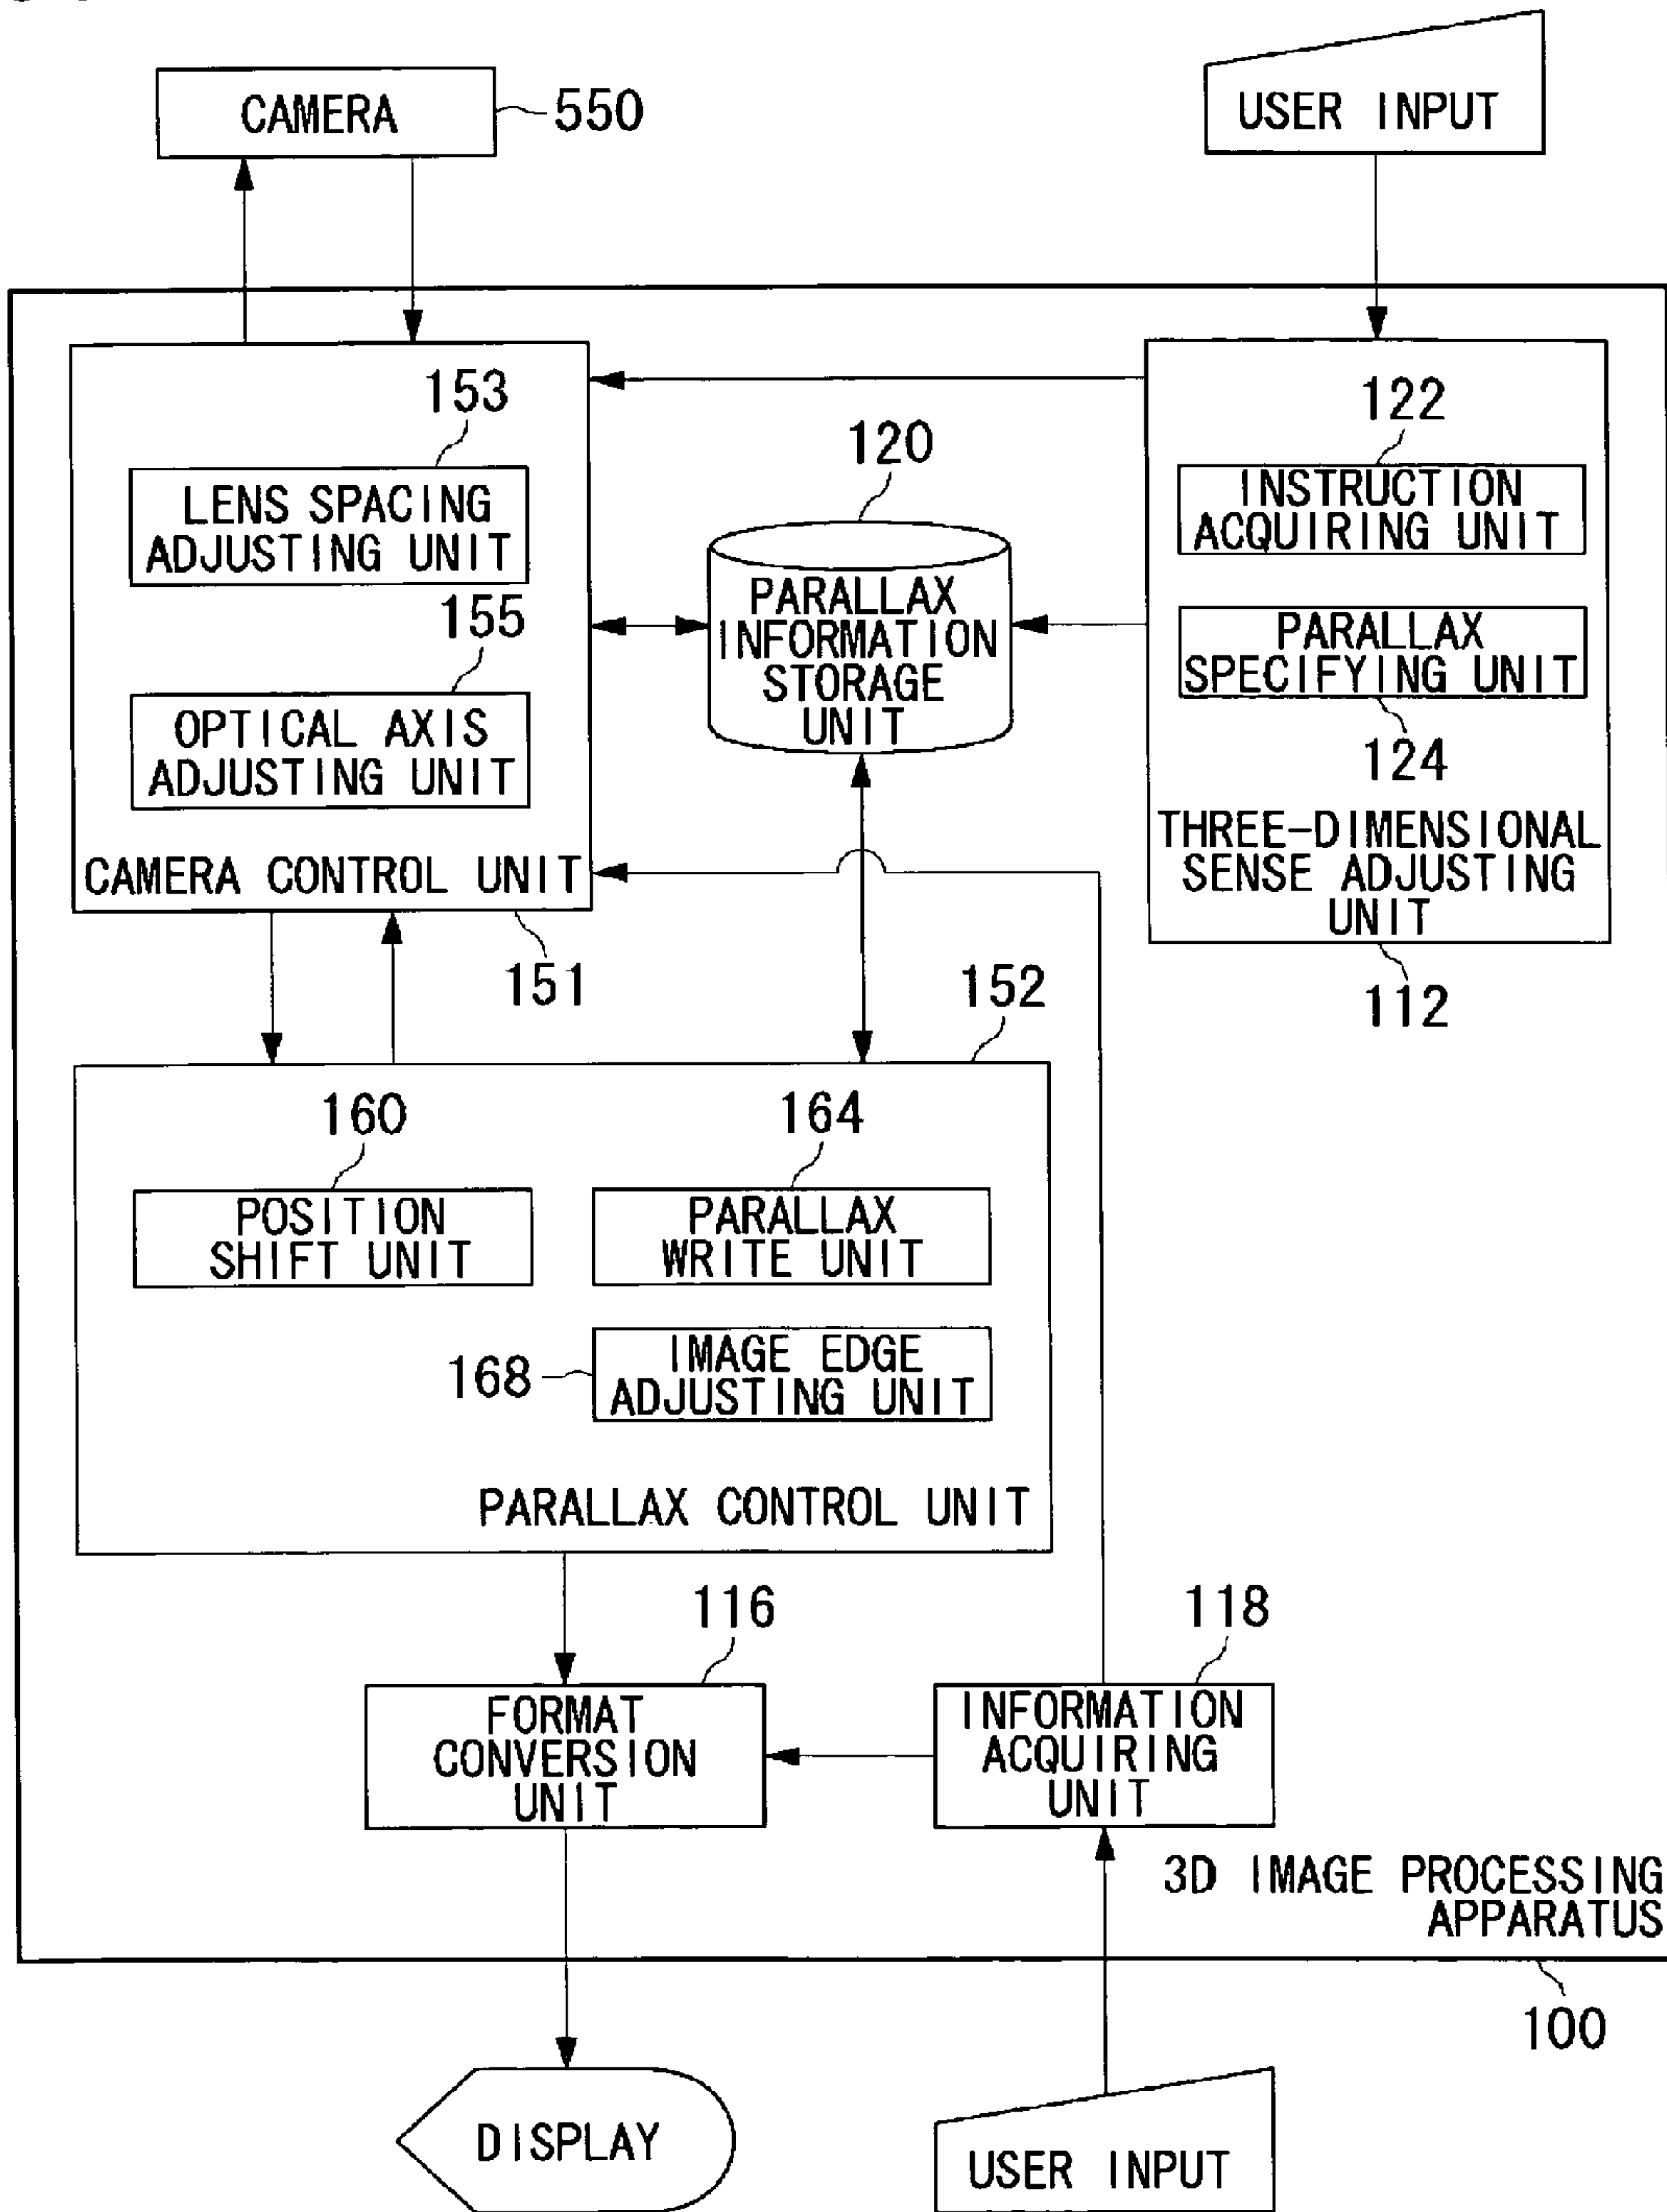 CAMERA
550
USER INPUT
153
LENS SPACING
ADJUSTING UNIT
155
OPTICAL AXIS
ADJUSTING UNIT
CAMERA CONTROL UNIT
151
120
PARALLAX
INFORMATION
STORAGE
UNIT
122
INSTRUCTION
ACQUIRING UNIT
PARALLAX
SPECIFYING UNIT
124
THREE-DIMENSIONAL
SENSE ADJUSTING
UNIT
112
152
160
POSITION
SHIFT UNIT
164
PARALLAX
WRITE UNIT
168
IMAGE EDGE
ADJUSTING UNIT
PARALLAX CONTROL UNIT
116
FORMAT
CONVERSION
UNIT
118
INFORMATION
ACQUIRING
UNIT
3D IMAGE PROCESSING
APPARATUS
100
DISPLAY
USER INPUT